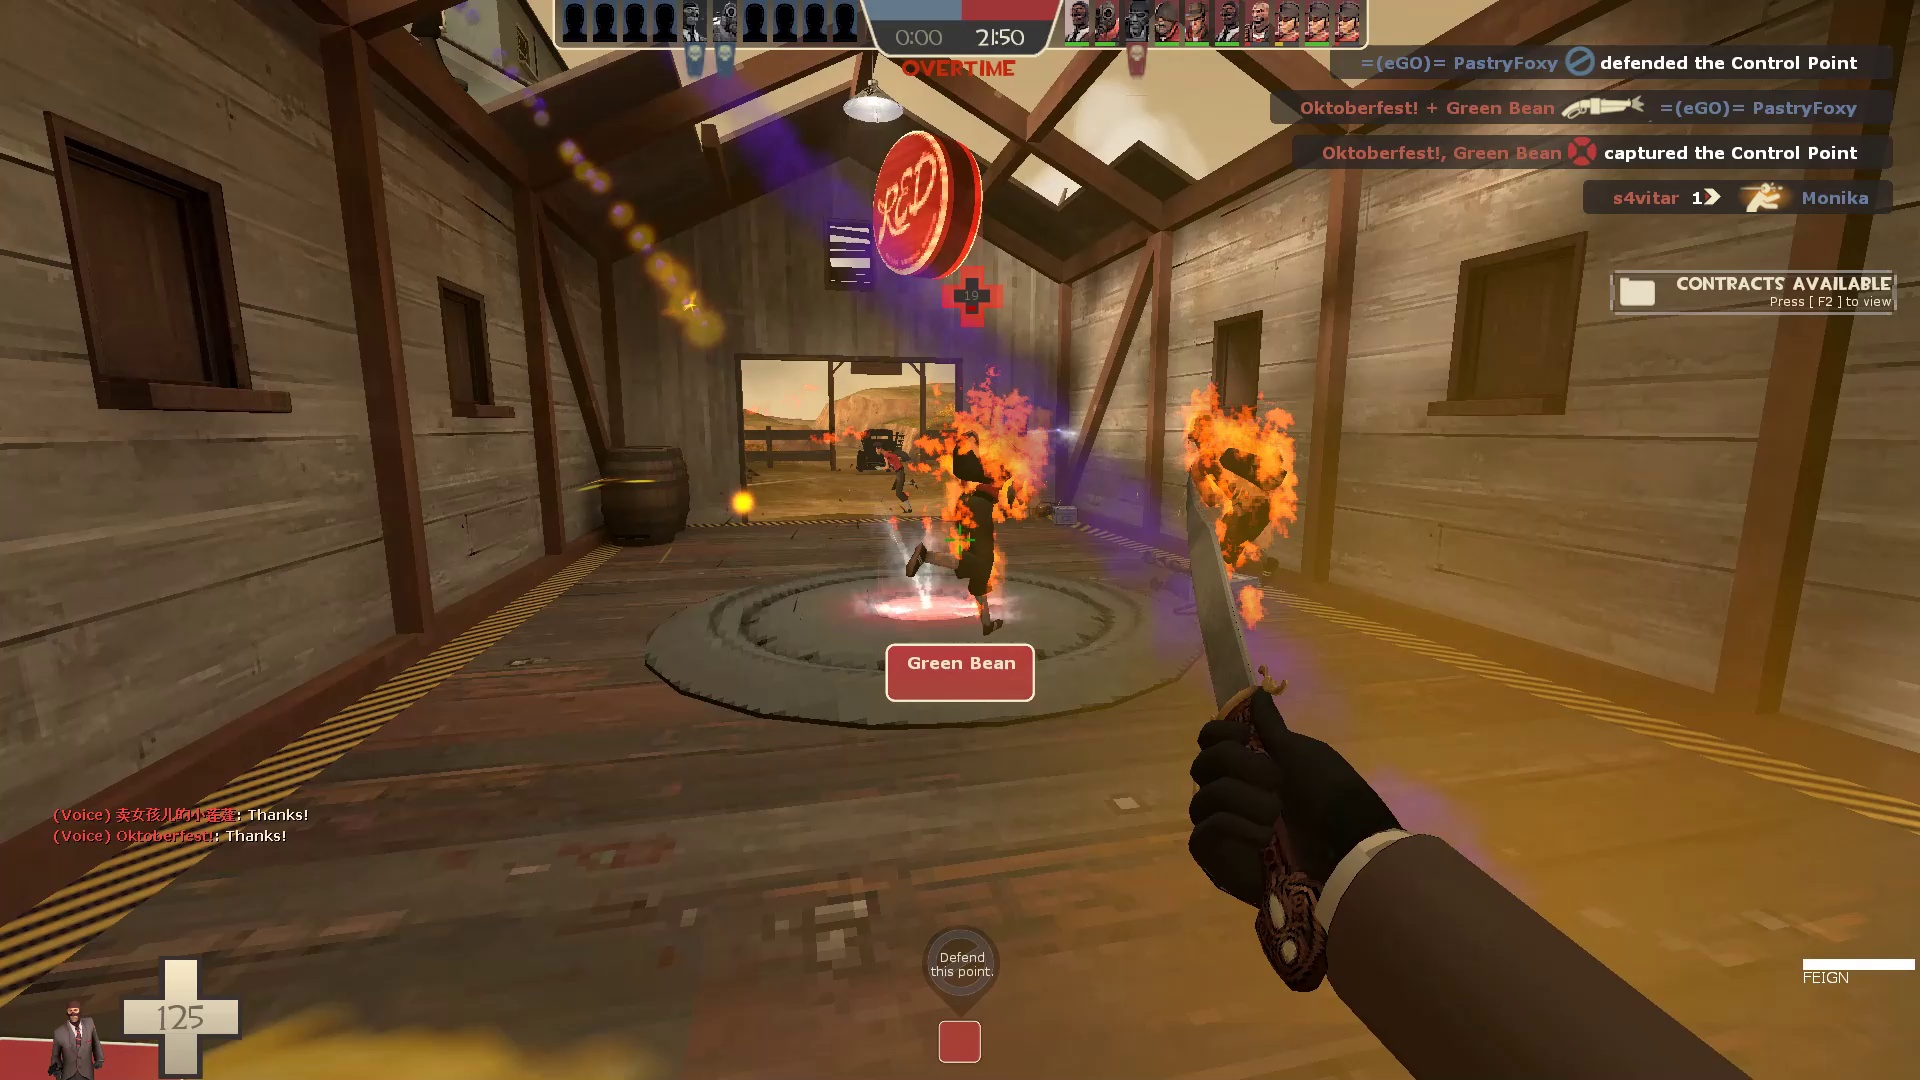 0:00 21:50
OVERTIME
=(eGO)= PastryFoxy defended the Control Point
Oktoberfest! + Green Bean =(eGO)= PastryFoxy
Oktoberfest!, Green Bean captured the Control Point
s4vitar 1 Monika
RED
19
CONTRACTS AVAILABLE
Press [ F2 ] to view
Green Bean
(Voice) 卖女孩儿的小莲蓬: Thanks!
(Voice) Oktoberfest!: Thanks!
Defend
this point.
FEIGN
125